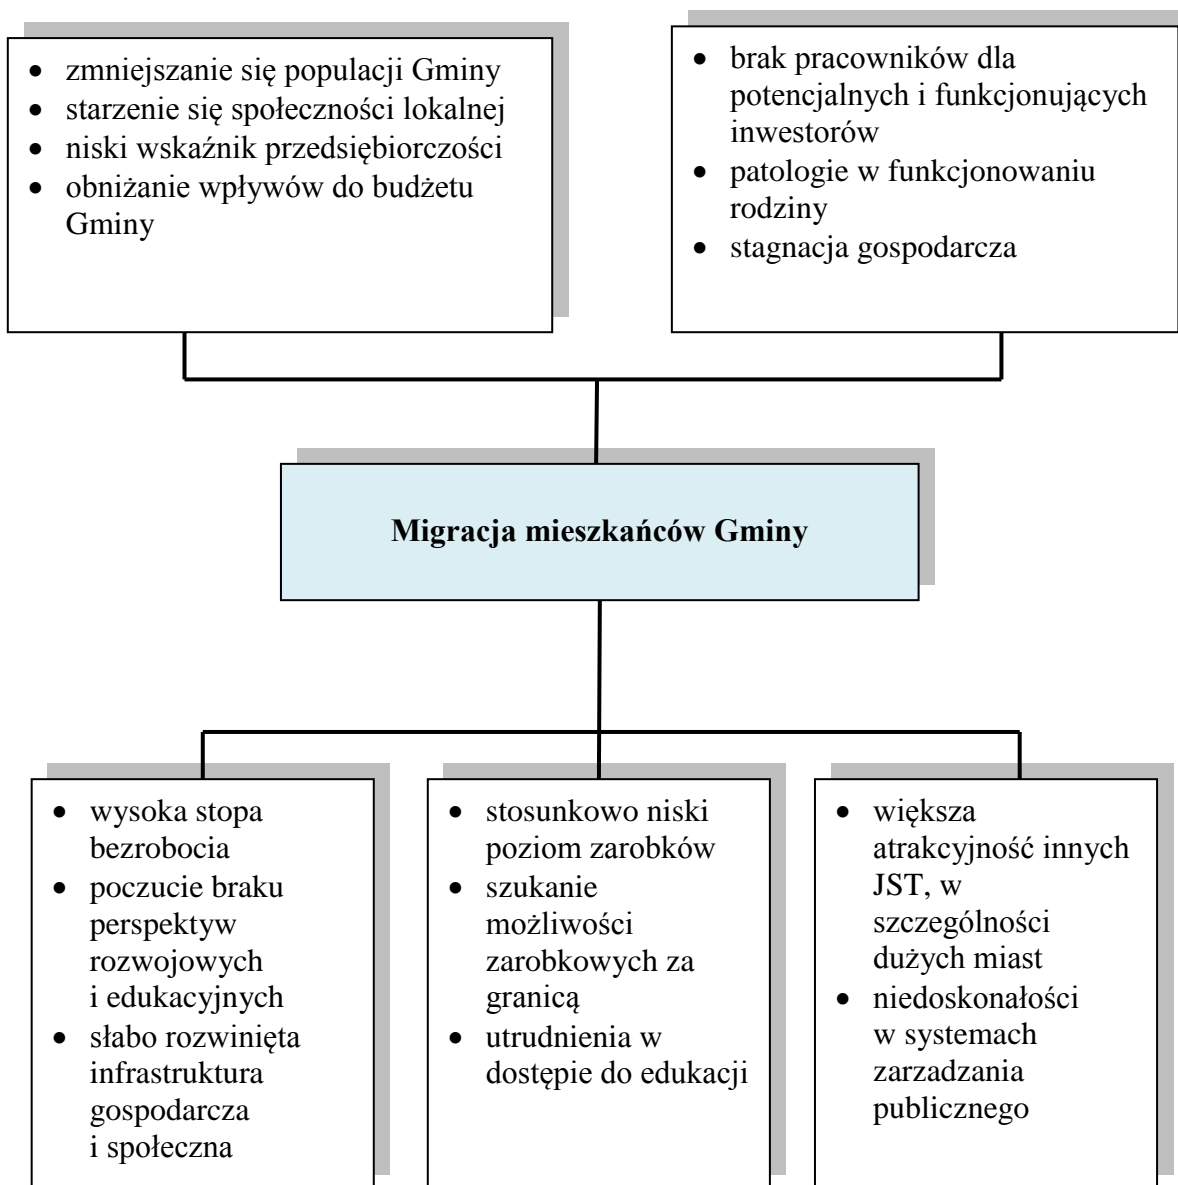 • zmniejszanie się populacji Gminy
• starzenie się społeczności lokalnej
• niski wskaźnik przedsiębiorczości
• obniżanie wpływów do budżetu
Gminy
• brak pracowników dla
potencjalnych i funkcjonujących
inwestorów
• patologie w funkcjonowaniu
rodziny
• stagnacja gospodarcza
Migracja mieszkańców Gminy
• wysoka stopa
bezrobocia
• poczucie braku
perspektyw
rozwojowych
i edukacyjnych
• słabo rozwinięta
infrastruktura
gospodarcza
i społeczna
• stosunkowo niski
poziom zarobków
• szukanie
możliwości
zarobkowych za
granicą
• utrudnienia w
dostępie do edukacji
• większa
atrakcyjność innych
JST, w
szczególności
dużych miast
• niedoskonałości
w systemach
zarzadzania
publicznego